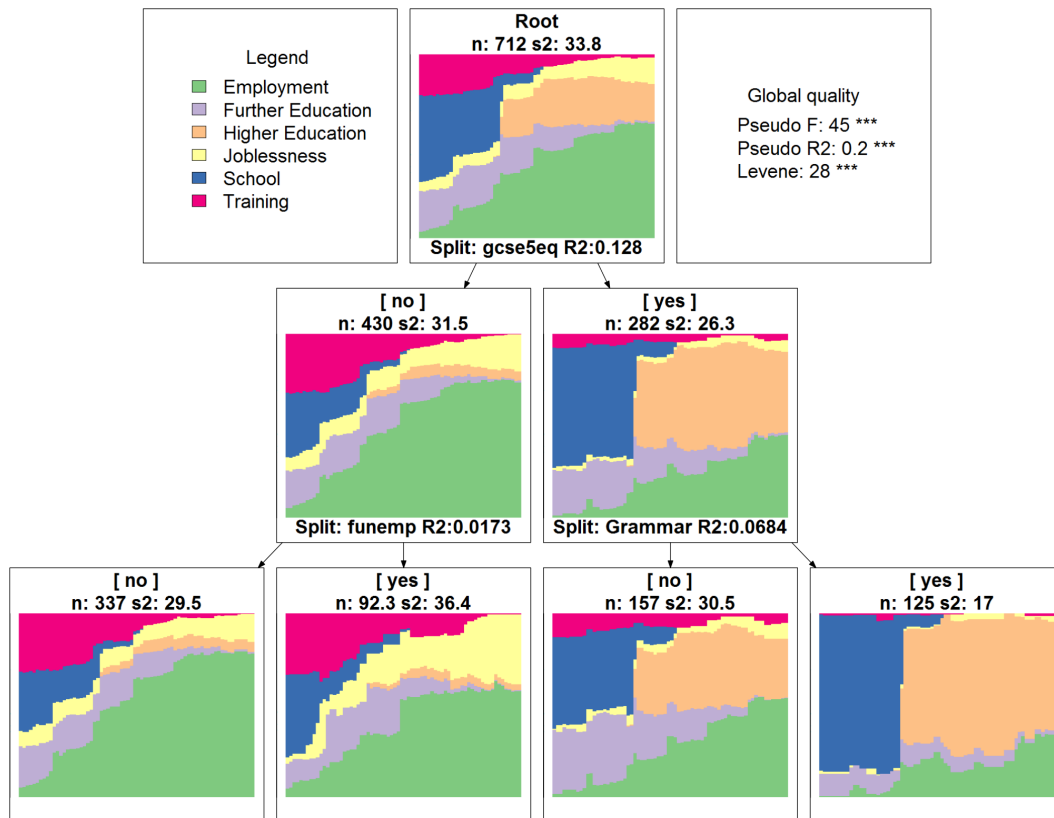 Legend
Employment
Further Education
Higher Education
Joblessness
School
Training
Root
n: 712 s2: 33.8
Split: gcse5eq R2:0.128
Global quality
Pseudo F: 45 ***
Pseudo R2: 0.2 ***
Levene: 28 ***
[ no ]
n: 430 s2: 31.5
Split: funemp R2:0.0173
[ yes ]
n: 282 s2: 26.3
Split: Grammar R2:0.0684
[ no ]
n: 337 s2: 29.5
[ yes ]
n: 92.3 s2: 36.4
[ no ]
n: 157 s2: 30.5
[ yes ]
n: 125 s2: 17